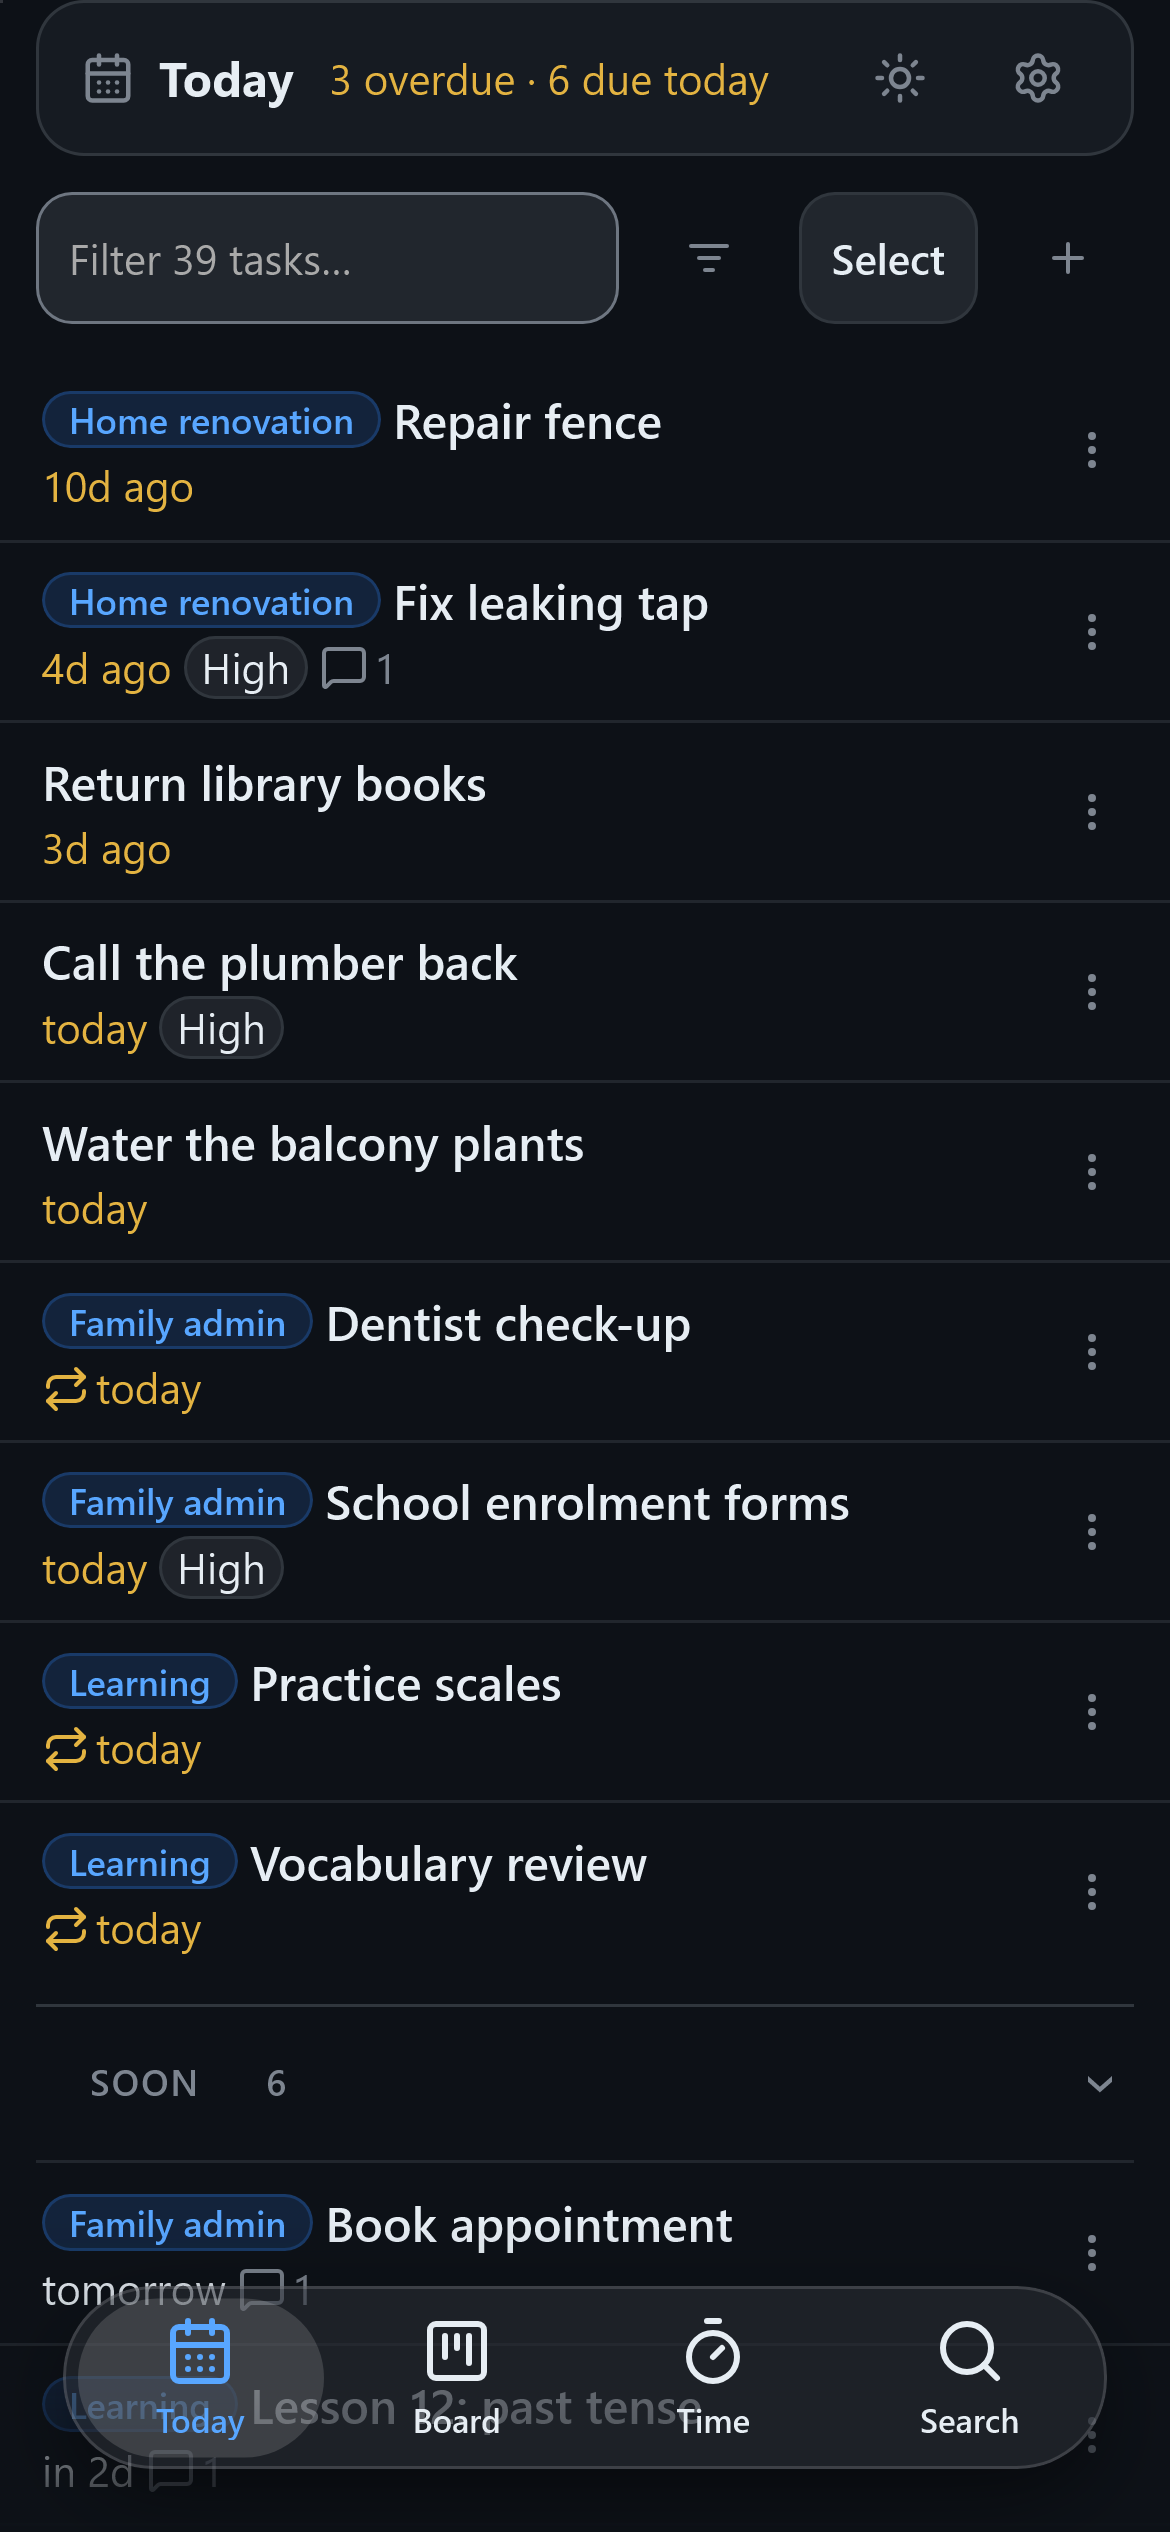 Today 3 overdue · 6 due today
Filter 39 tasks...
Select
Home renovation Repair fence
10d ago
Home renovation Fix leaking tap
4d ago High 1
Return library books
3d ago
Call the plumber back
today High
Water the balcony plants
today
Family admin Dentist check-up
today
Family admin School enrolment forms
today High
Learning Practice scales
today
Learning Vocabulary review
today
SOON 6
Family admin Book appointment
tomorrow 1
Learning Lesson 12: past tense
Today Board Time Search
in 2d 1